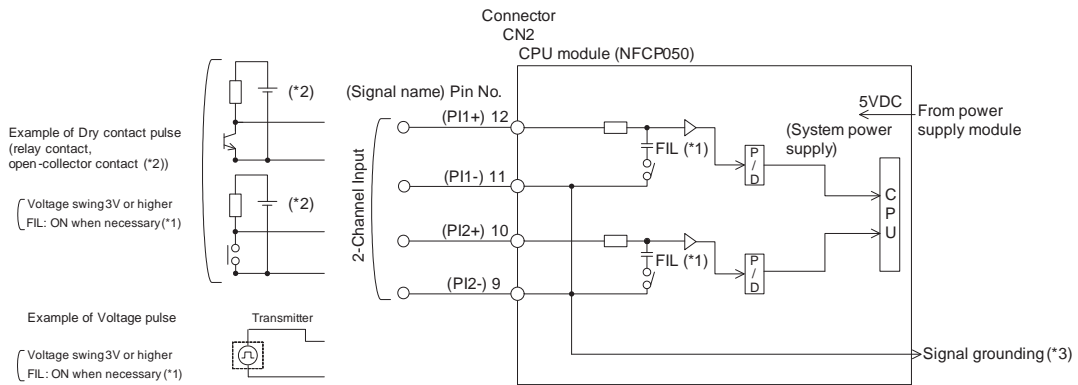 Connector
CN2
CPU module (NFCP050)
(*2)
(Signal name) Pin No.
5VDC
From power
supply module
(PI1+) 12
(System power
supply)
Example of Dry contact pulse
(relay contact,
open-collector contact (*2))
FIL (*1)
P/D
(PI1-) 11
2-Channel Input
CPU
Voltage swing 3V or higher
FIL: ON when necessary (*1)
(*2)
(PI2+) 10
FIL (*1)
P/D
(PI2-) 9
Example of Voltage pulse
Transmitter
Voltage swing 3V or higher
FIL: ON when necessary (*1)
Signal grounding (*3)